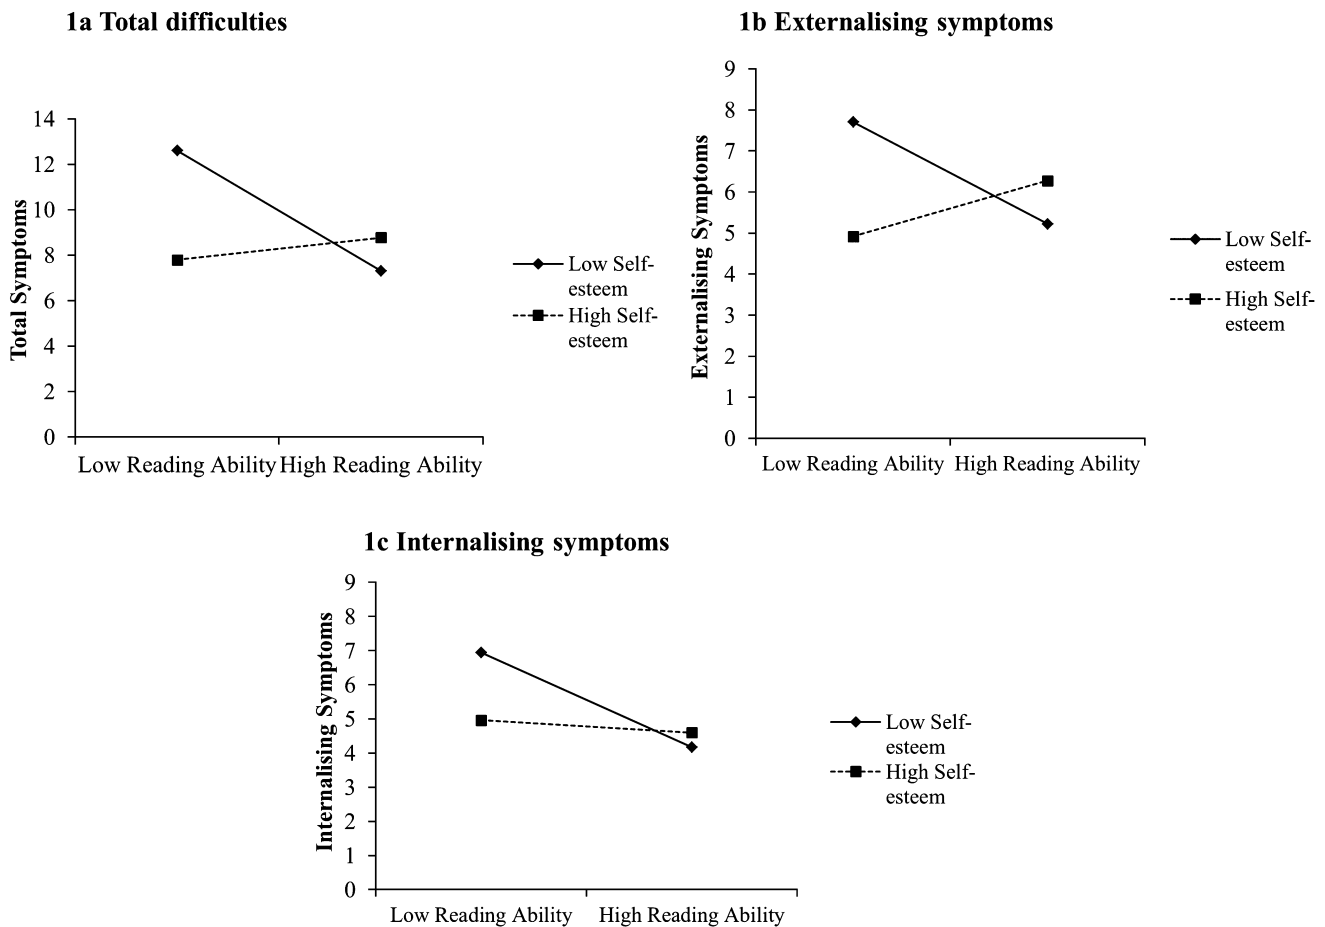 1a Total difficulties
Total Symptoms
14
12
10
8
6
4
2
0
Low Reading Ability
High Reading Ability
Low Self-
esteem
High Self-
esteem
1b Externalising symptoms
Externalising Symptoms
9
8
7
6
5
4
3
2
1
0
Low Reading Ability
High Reading Ability
Low Self-
esteem
High Self-
esteem
1c Internalising symptoms
Internalising Symptoms
9
8
7
6
5
4
3
2
1
0
Low Reading Ability
High Reading Ability
Low Self-
esteem
High Self-
esteem